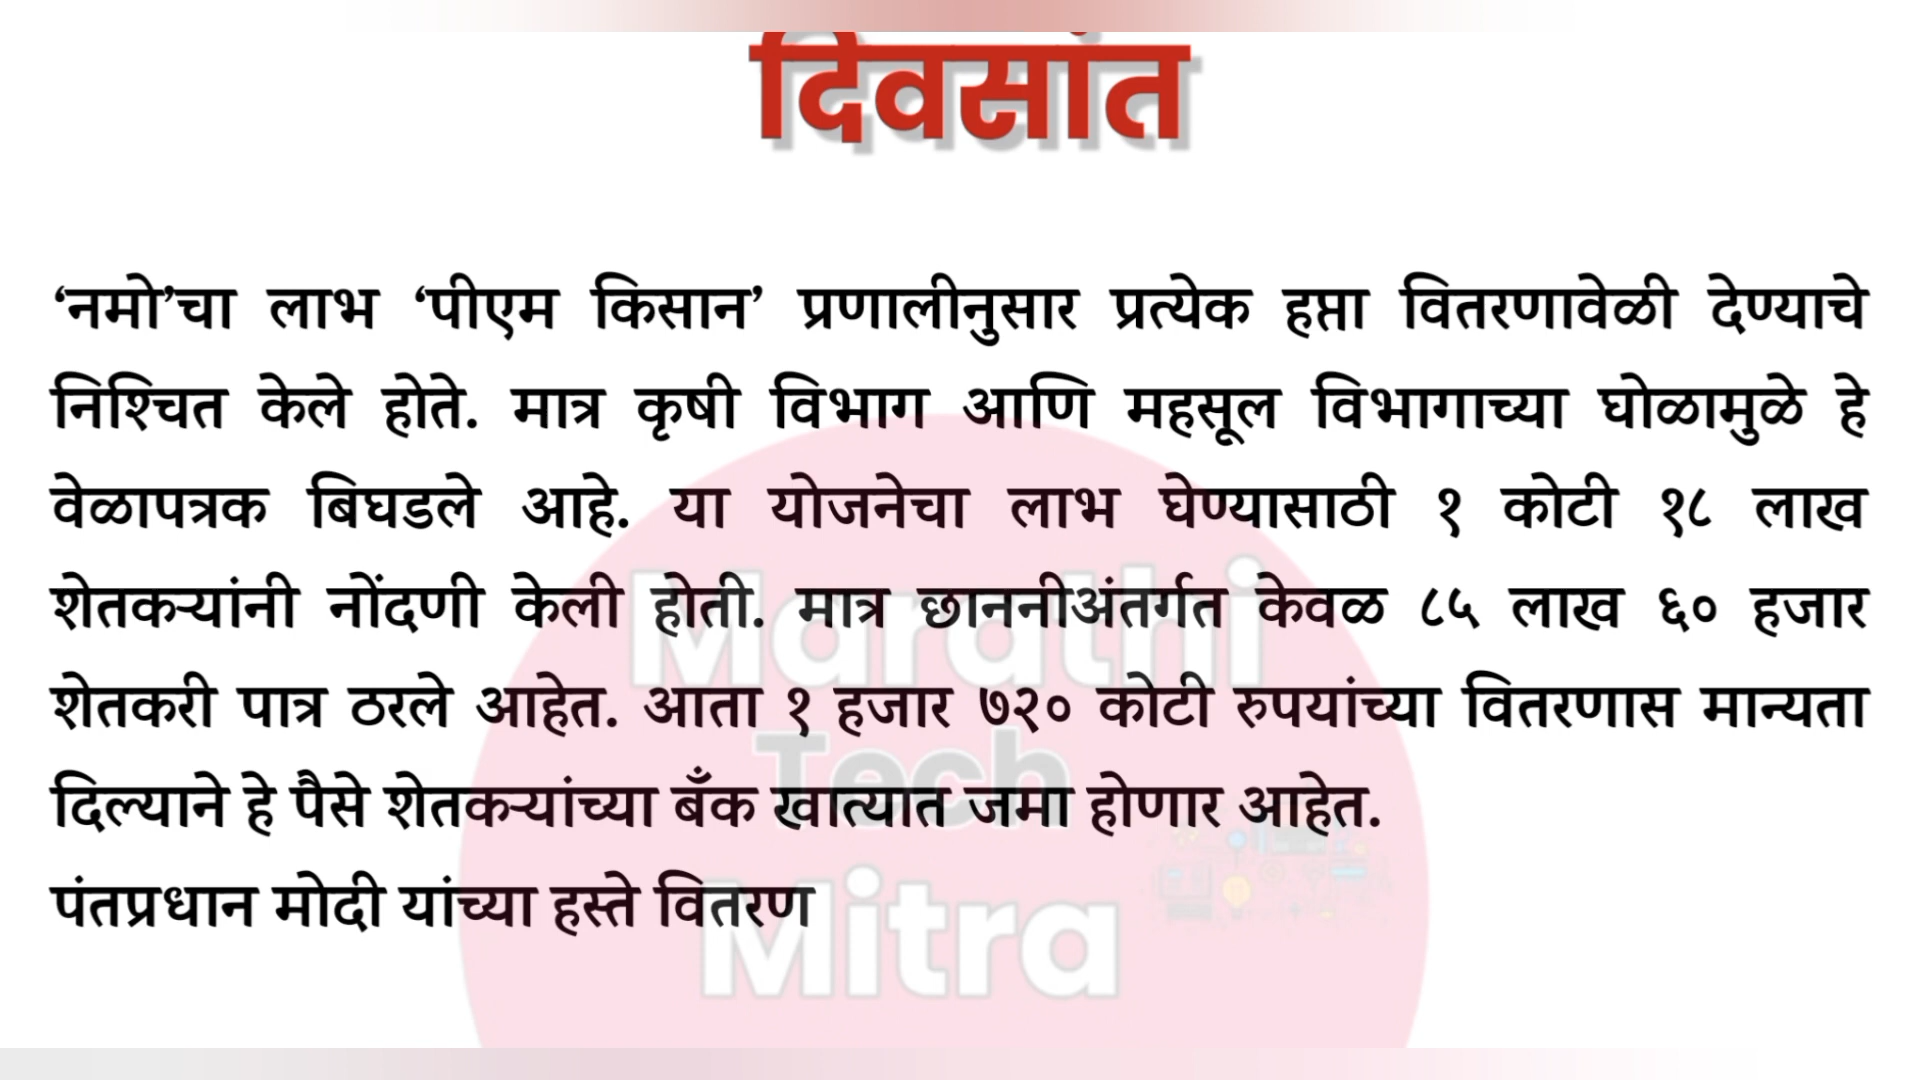 दिवसांत
‘नमो’चा लाभ ‘पीएम किसान’ प्रणालीनुसार प्रत्येक हप्ता वितरणावेळी देण्याचे
निश्चित केले होते. मात्र कृषी विभाग आणि महसूल विभागाच्या घोळामुळे हे
वेळापत्रक बिघडले आहे. या योजनेचा लाभ घेण्यासाठी १ कोटी १८ लाख
शेतकऱ्यांनी नोंदणी केली होती. मात्र छाननीअंतर्गत केवळ ८५ लाख ६० हजार
शेतकरी पात्र ठरले आहेत. आता १ हजार ७२० कोटी रुपयांच्या वितरणास मान्यता
दिल्याने हे पैसे शेतकऱ्यांच्या बँक खात्यात जमा होणार आहेत.
पंतप्रधान मोदी यांच्या हस्ते वितरण
Marathi
Tech
Mitra